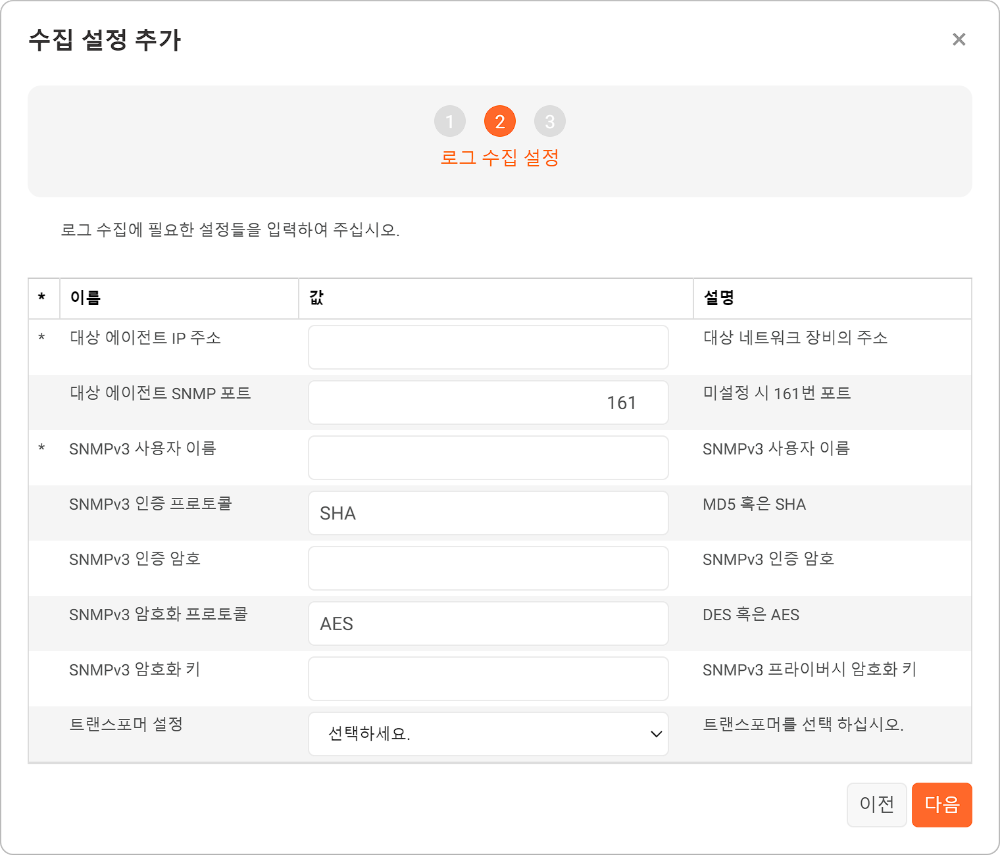 수집 설정 추가
×
1 2 3
로그 수집 설정
로그 수집에 필요한 설정들을 입력하여 주십시오.
* 이름 값 설명
* 대상 에이전트 IP 주소 대상 네트워크 장비의 주소
대상 에이전트 SNMP 포트 161 미설정 시 161번 포트
* SNMPv3 사용자 이름 SNMPv3 사용자 이름
SNMPv3 인증 프로토콜 SHA MD5 혹은 SHA
SNMPv3 인증 암호 SNMPv3 인증 암호
SNMPv3 암호화 프로토콜 AES DES 혹은 AES
SNMPv3 암호화 키 SNMPv3 프라이버시 암호화 키
트랜스포머 설정 선택하세요. 트랜스포머를 선택 하십시오.
이전 다음